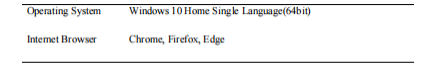 Operating System Windows 10 Home Single Language(64bit)
Internet Browser Chrome, Firefox, Edge